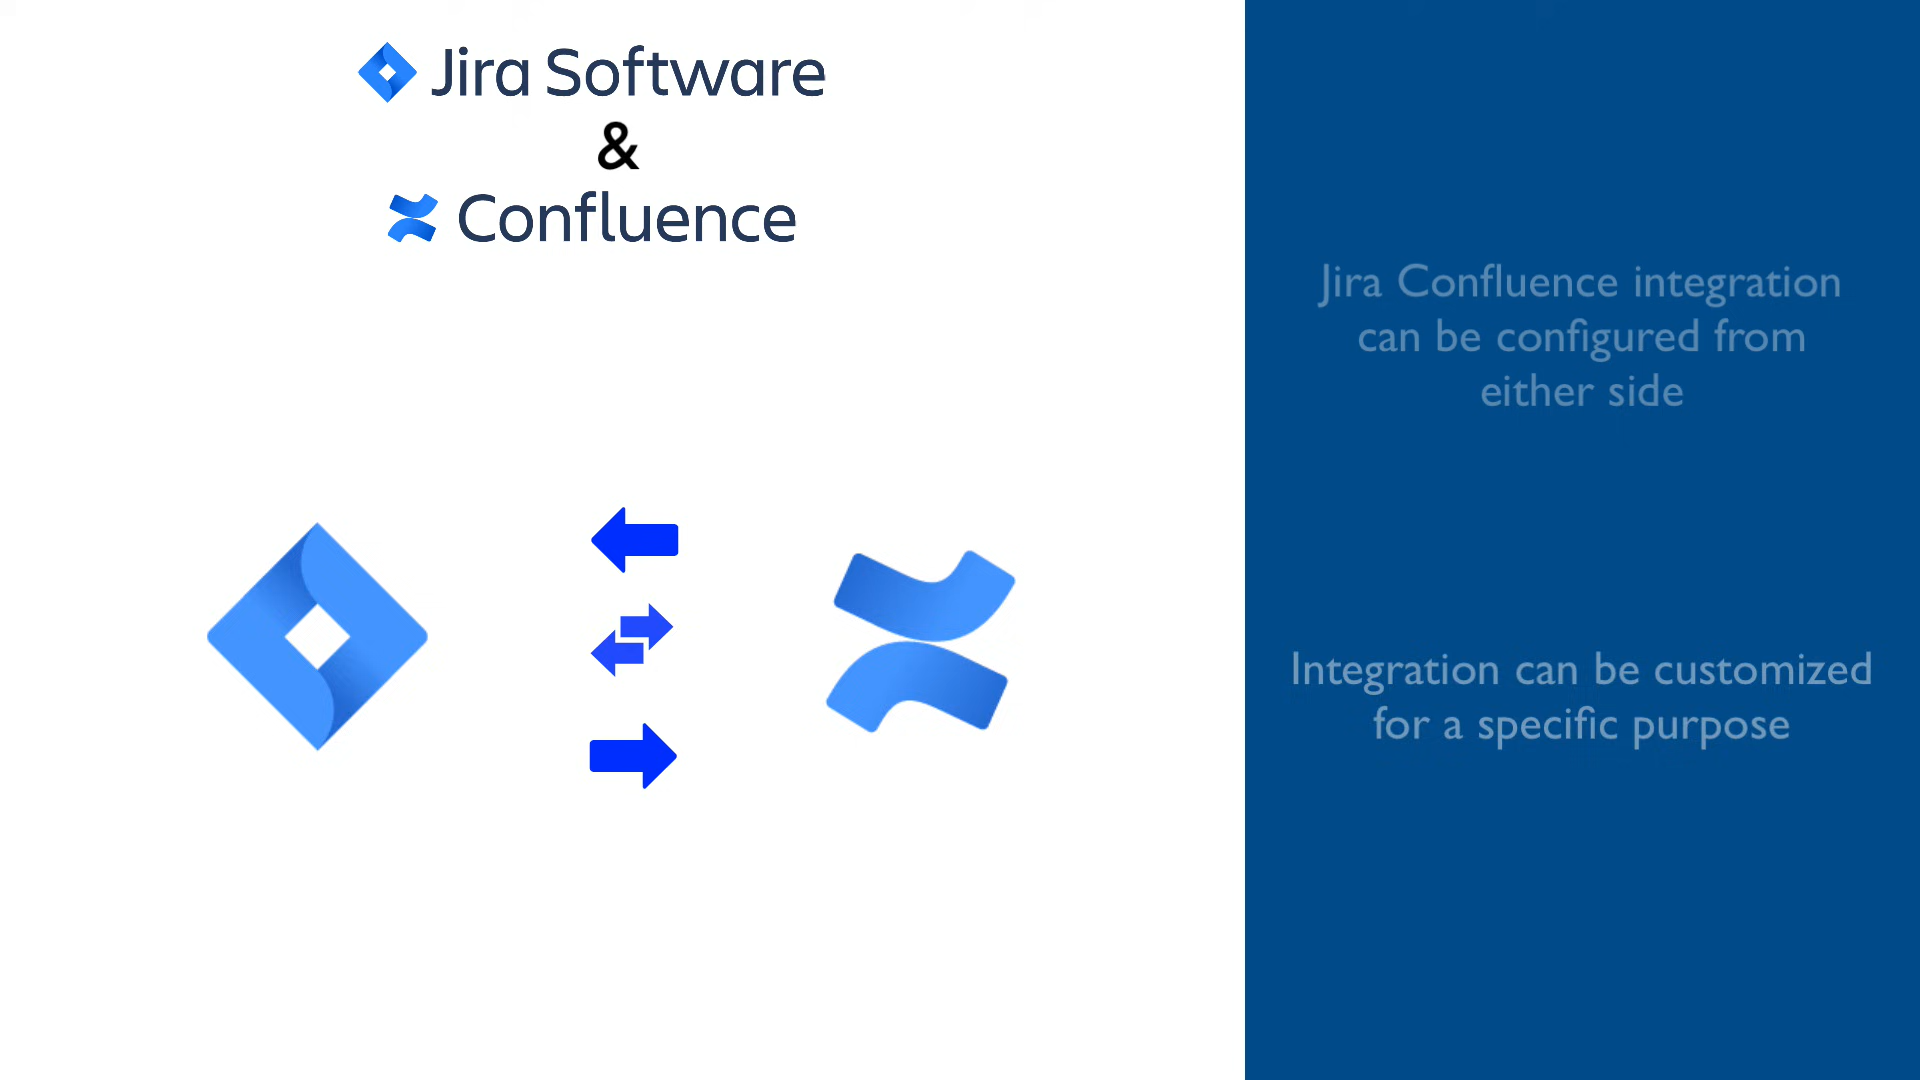 Jira Software
&
Confluence
Jira Confluence integration
can be configured from
either side
Integration can be customized
for a specific purpose